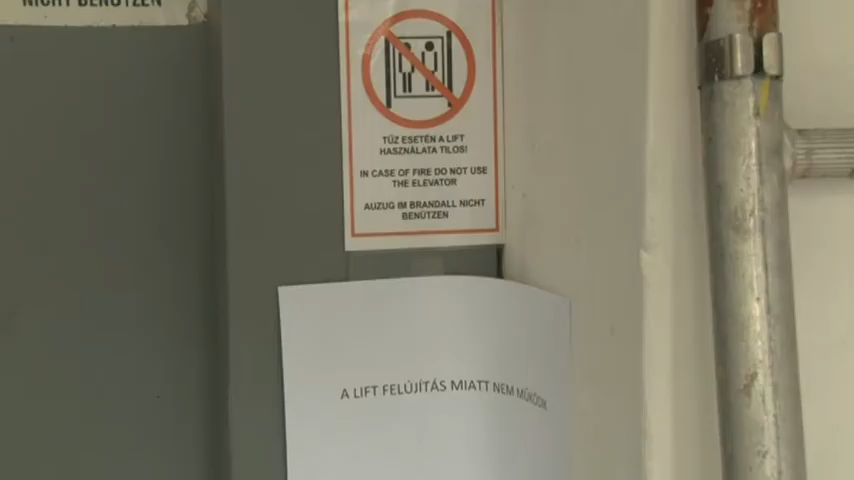 NICHT BENÜTZEN
TŰZ ESETÉN A LIFT
HASZNÁLATA TILOS!
IN CASE OF FIRE DO NOT USE
THE ELEVATOR
AUZUG IM BRANDALL NICHT
BENÜTZEN
A LIFT FELÚJÍTÁS MIATT NEM MŰKÖDIK